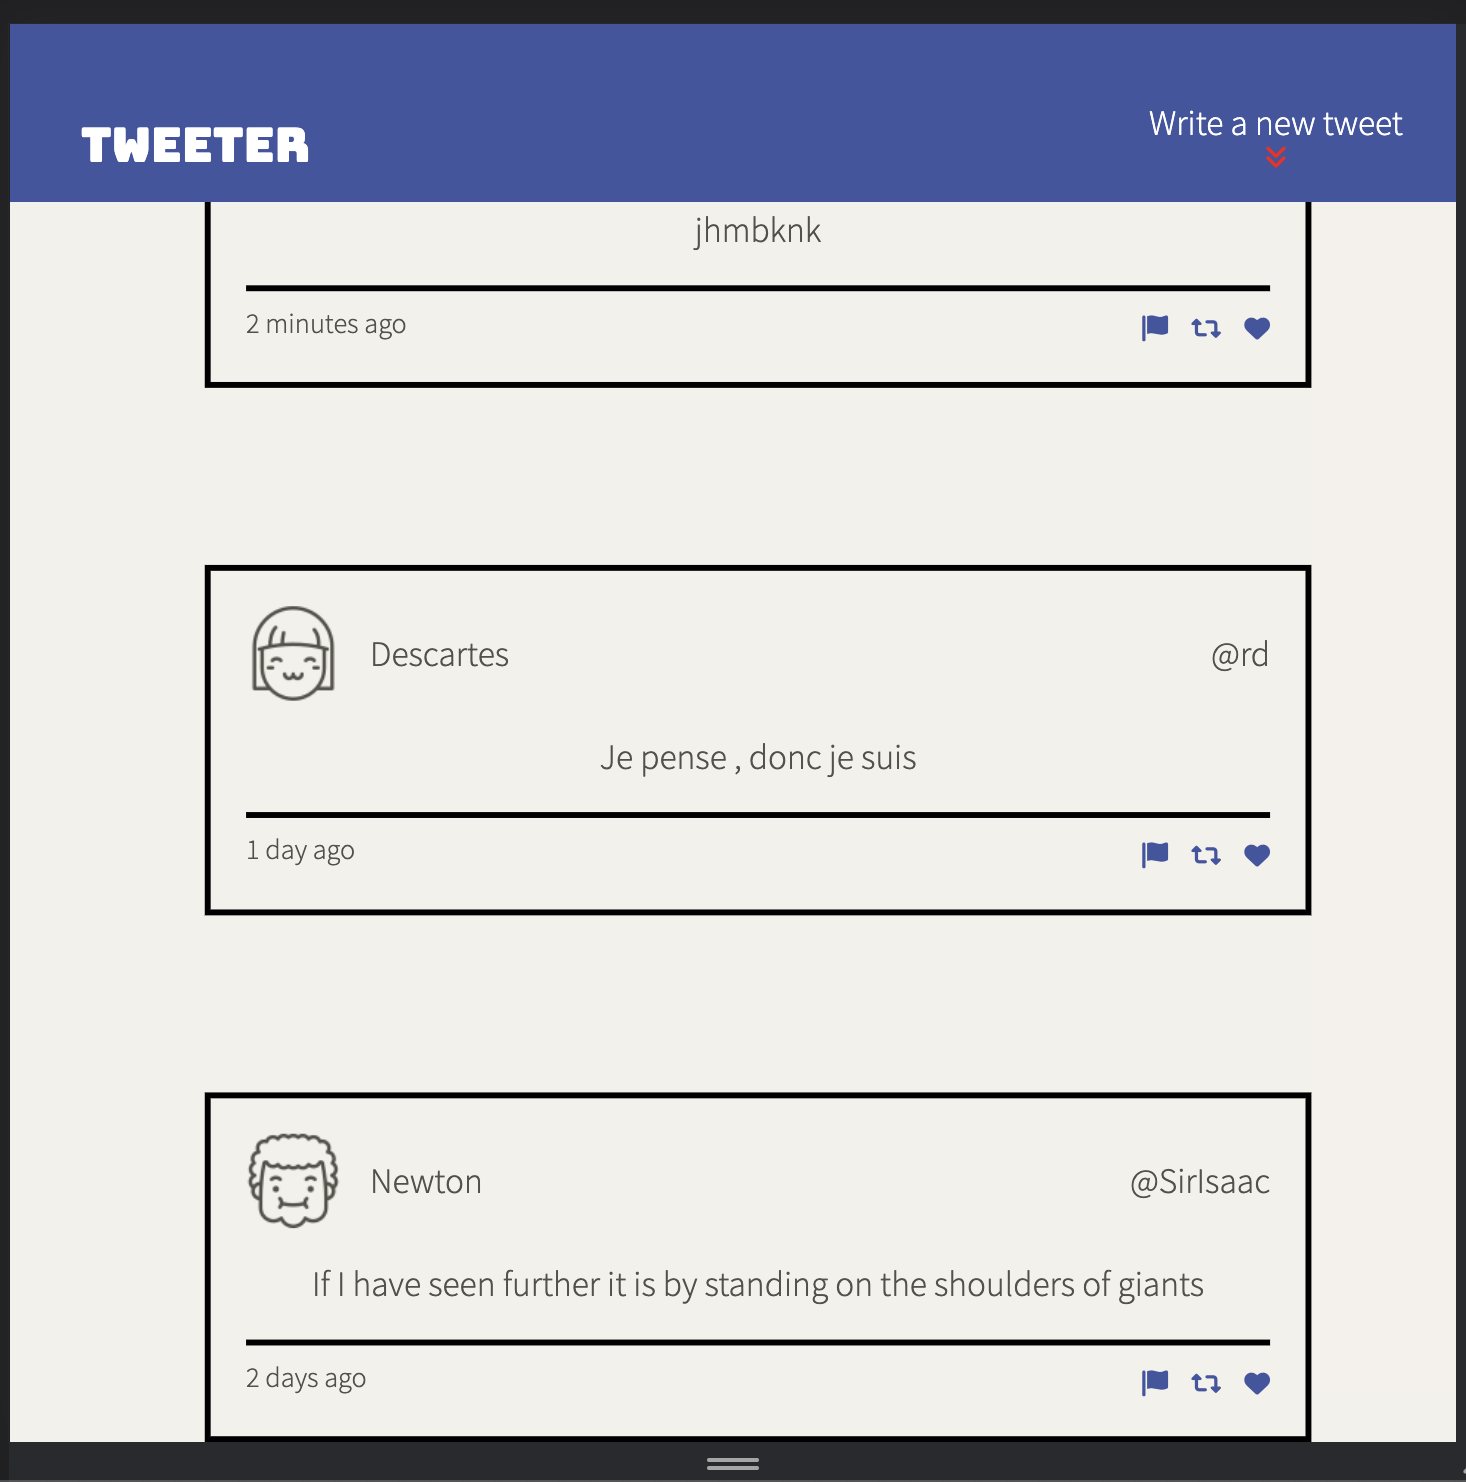 TWEETER
Write a new tweet
jhmbknk
2 minutes ago
Descartes
@rd
Je pense , donc je suis
1 day ago
Newton
@SirIsaac
If I have seen further it is by standing on the shoulders of giants
2 days ago